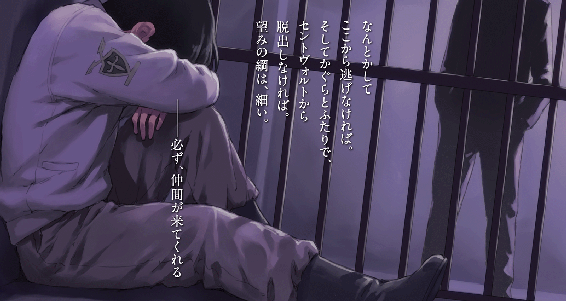 なんとかして
ここから逃げなければ。
そしてかぐらとふたりで、
セントヴォルトから
脱出しなければ。
望みの綱は、細い。
――必ず、仲間が来てくれる